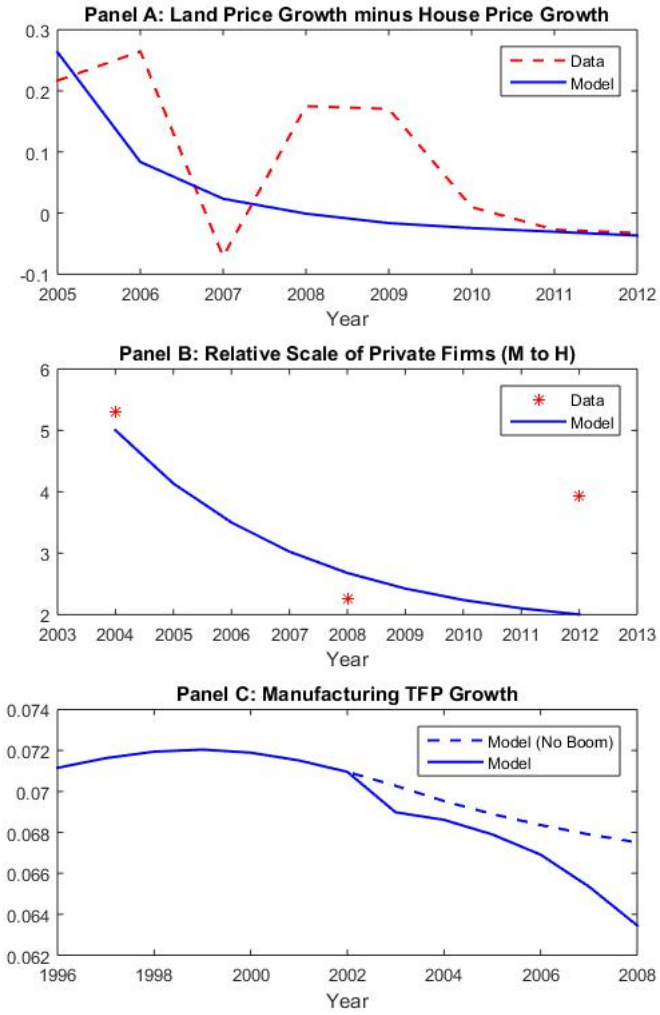 Panel A: Land Price Growth minus House Price Growth
0.3
0.2
0.1
0
-0.1
Data
Model
2005 2006 2007 2008 2009 2010 2011 2012
Year
Panel B: Relative Scale of Private Firms (M to H)
6
5
4
3
2
Data
Model
2003 2004 2005 2006 2007 2008 2009 2010 2011 2012 2013
Year
Panel C: Manufacturing TFP Growth
0.074
0.072
0.07
0.068
0.066
0.064
0.062
Model (No Boom)
Model
1996 1998 2000 2002 2004 2006 2008
Year